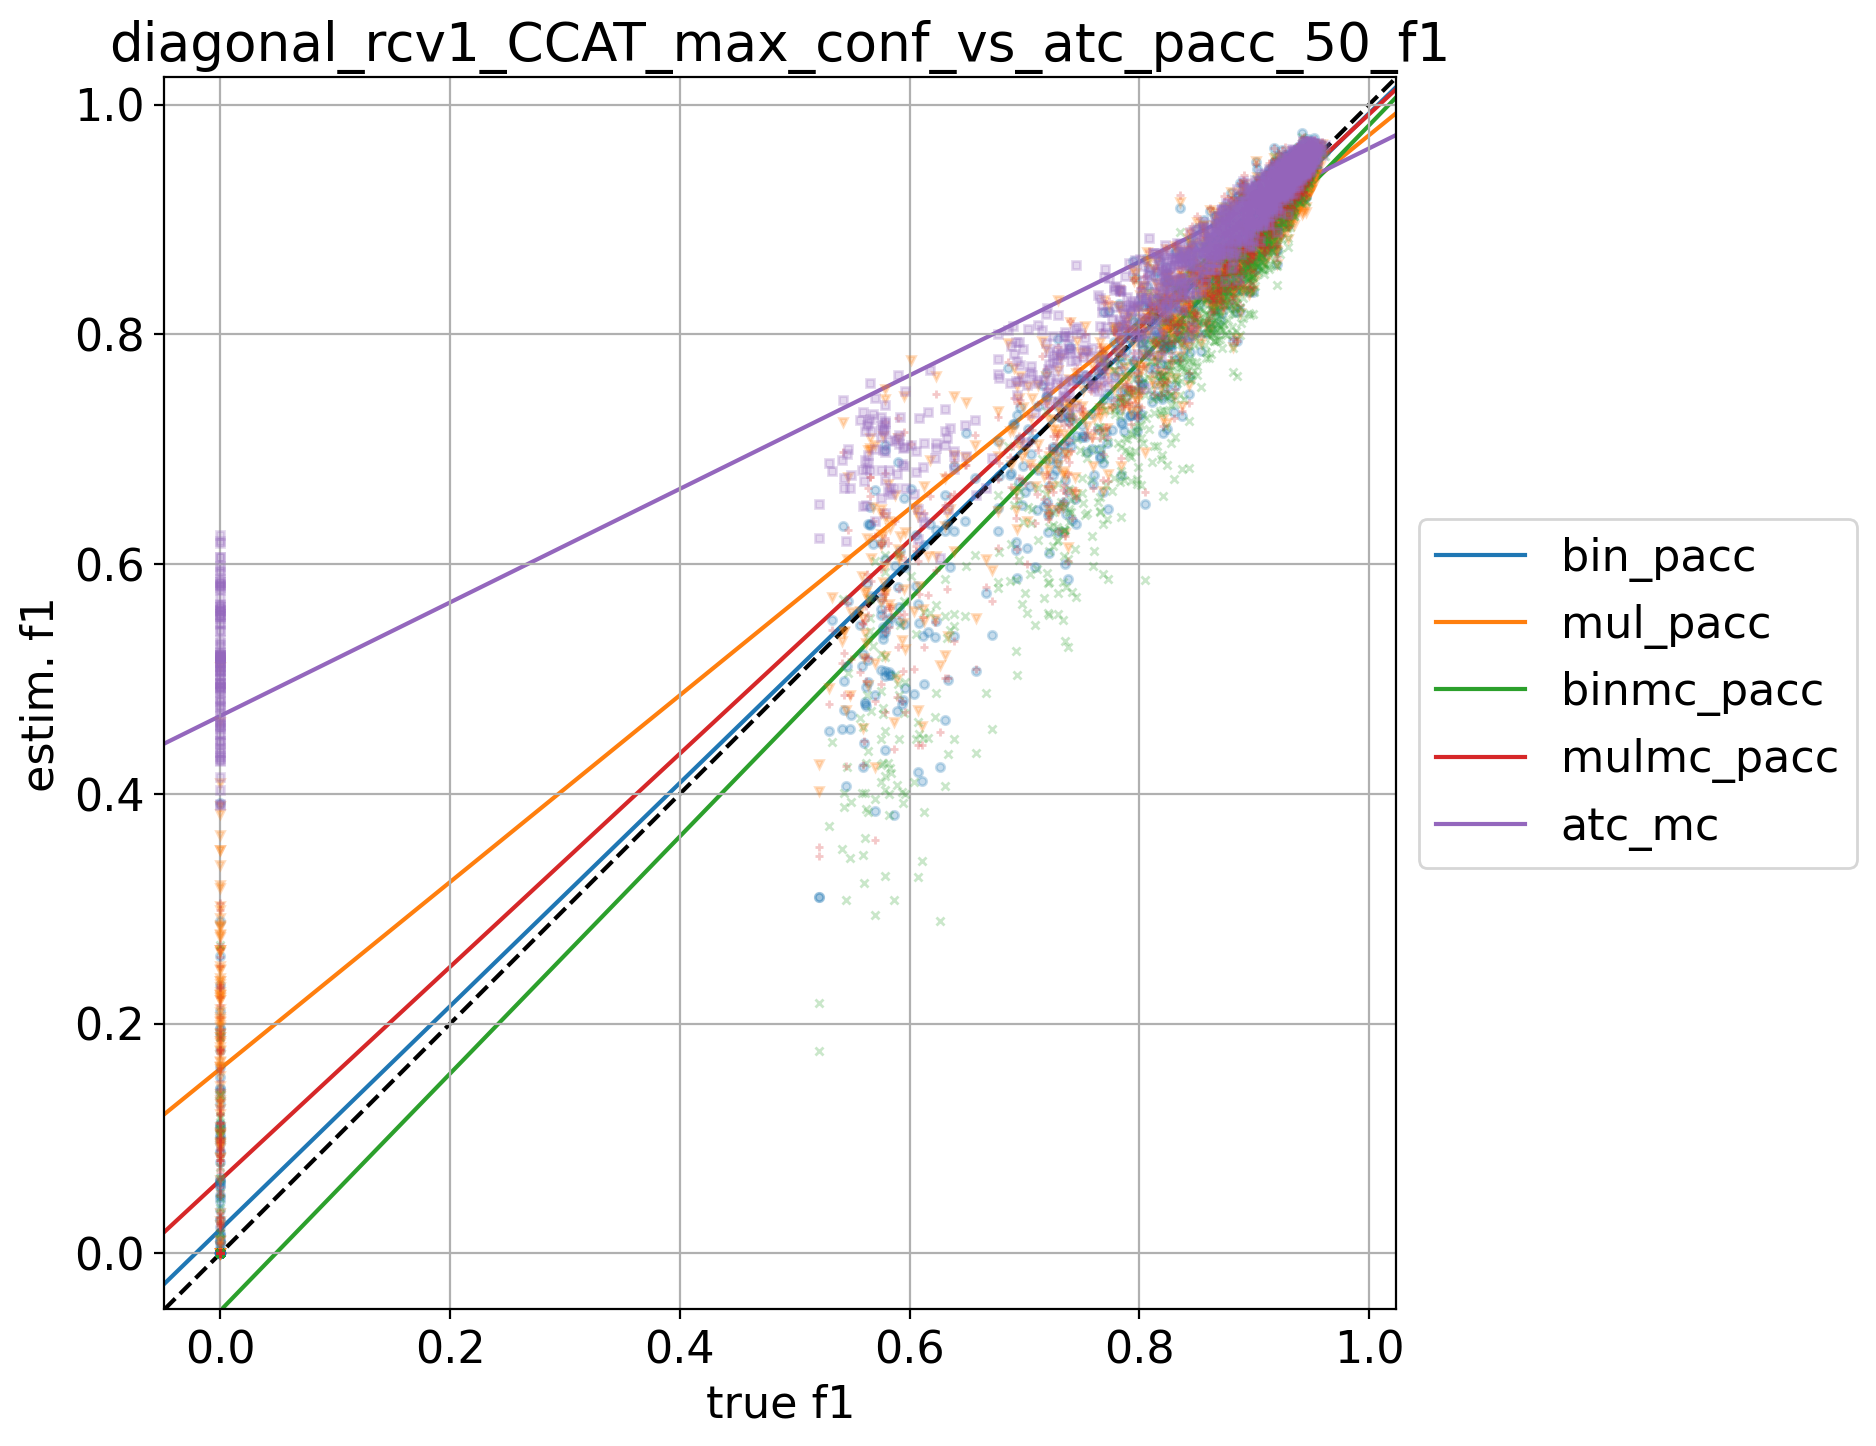 diagonal_rcv1_CCAT_max_conf_vs_atc_pacc_50_f1
1.0
0.8
0.6
0.4
0.2
0.0
estim. f1
0.0 0.2 0.4 0.6 0.8 1.0
true f1
bin_pacc
mul_pacc
binmc_pacc
mulmc_pacc
atc_mc